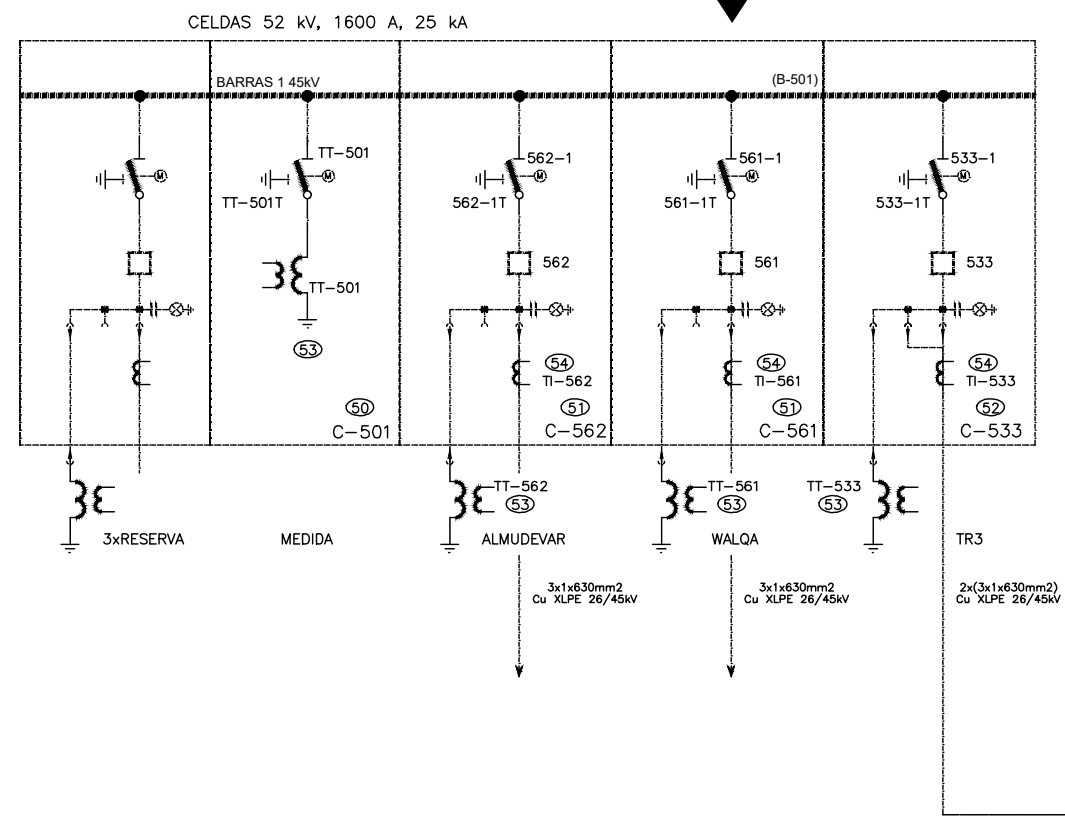 CELDAS 52 kV, 1600 A, 25 kA
BARRAS 1 45kV
(B-501)
M
TT-501
M
TT-501T
562-1
M
562-1T
561-1
M
561-1T
533-1
M
533-1T
562
561
533
TT-501
53
54
TI-562
54
TI-561
54
TI-533
50
C-501
51
C-562
51
C-561
52
C-533
TT-562
53
TT-561
53
TT-533
53
3xRESERVA
MEDIDA
ALMUDEVAR
WALQA
TR3
3x1x630mm2
Cu XLPE 26/45kV
3x1x630mm2
Cu XLPE 26/45kV
2x(3x1x630mm2)
Cu XLPE 26/45kV